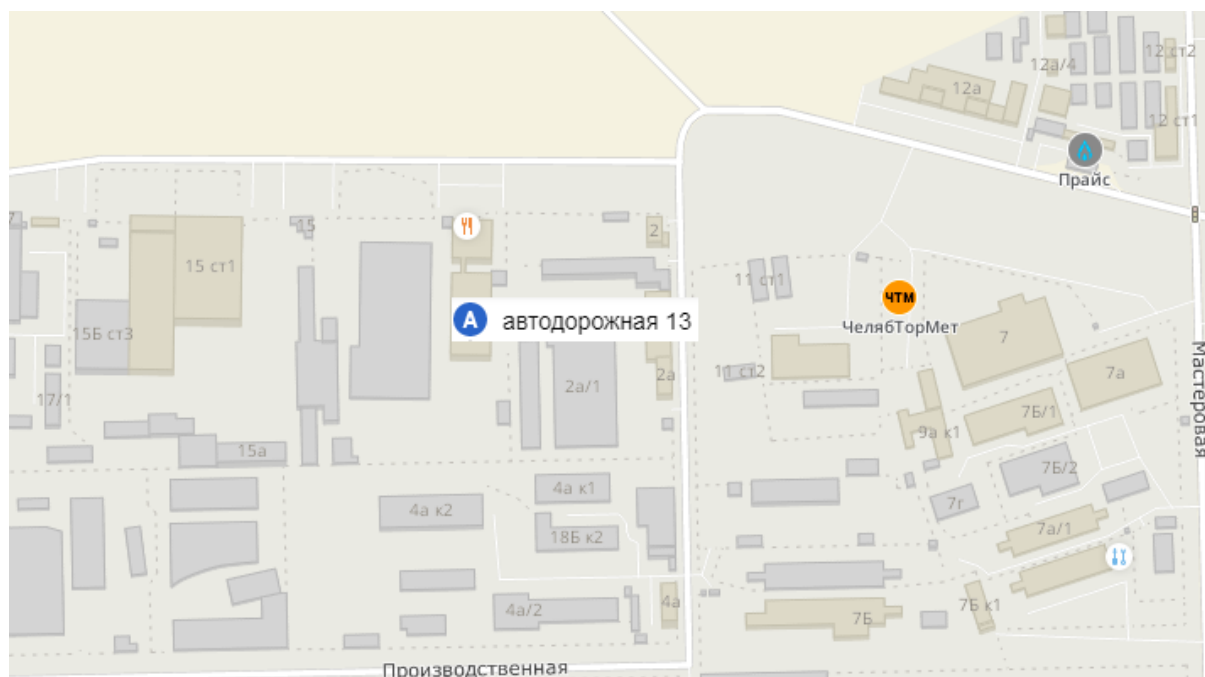 12 ст2
12а/4
12а
12 ст1
Прайс
7
15
2
15 ст1
11 ст1
ЧТМ
ЧелябТорМет
А
автодорожная 13
15Б ст3
7
Мастеровая
11 ст2
2а
7а
17/1
2а/1
7Б/1
9а к1
15а
7Б/2
4а к1
7г
4а к2
7а/1
18Б к2
4а/2
4а
7Б
7Б к1
Производственная